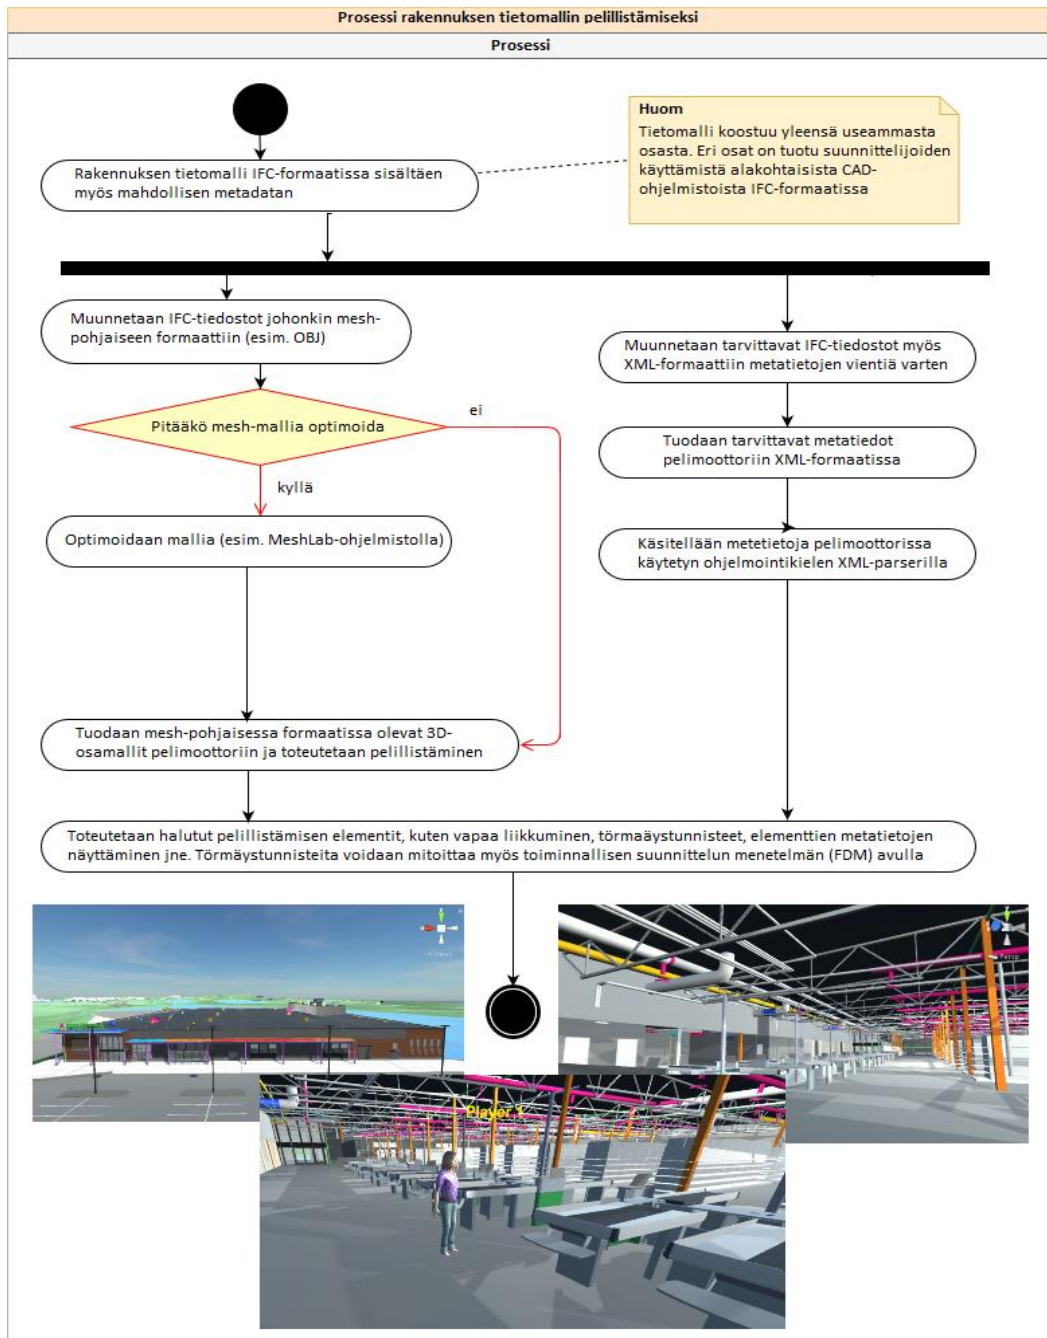 Prosessi rakennuksen tietomallin pelillistämiseksi
Prosessi
Huom
Tietomalli koostuu yleensä useammasta
osasta. Eri osat on tuotu suunnittelijoiden
käyttämistä alakohtaisista CAD-
ohjelmistoista IFC-formaatissa
Rakennuksen tietomalli IFC-formaatissa sisältäen
myös mahdollisen metadatan
Muunnetaan IFC-tiedostot johonkin mesh-
pohjaiseen formaattiin (esim. OBJ)
Pitääkö mesh-mallia optimoida
ei
kyllä
Optimoidaan mallia (esim. MeshLab-ohjelmistolla)
Tuodaan mesh-pohjaisessa formaatissa olevat 3D-
osamallit pelimoottoriin ja toteutetaan pelillistäminen
Muunnetaan tarvittavat IFC-tiedostot myös
XML-formaattiin metatietojen vientiä varten
Tuodaan tarvittavat metatiedot
pelimoottoriin XML-formaatissa
Käsitellään metetietoja pelimoottorissa
käytetyn ohjelmointikielen XML-parserilla
Toteutetaan halutut pelillistämisen elementit, kuten vapaa liikkuminen, törmaäystunnisteet, elementtien metatietojen
näyttäminen jne. Törmäystunnisteita voidaan mitoittaa myös toiminnallisen suunnittelun menetelmän (FDM) avulla
Persp
Player 1